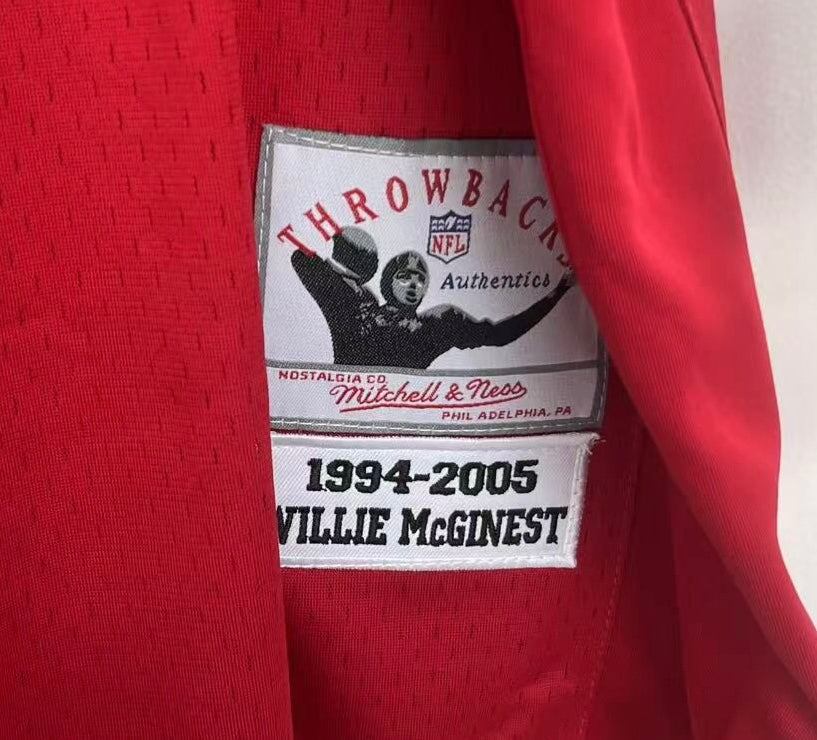 THROWBACKS
NFL
Authentics
NOSTALGIA CO.
Mitchell & Ness
PHILADELPHIA, PA
1994-2005
WILLIE McGINEST